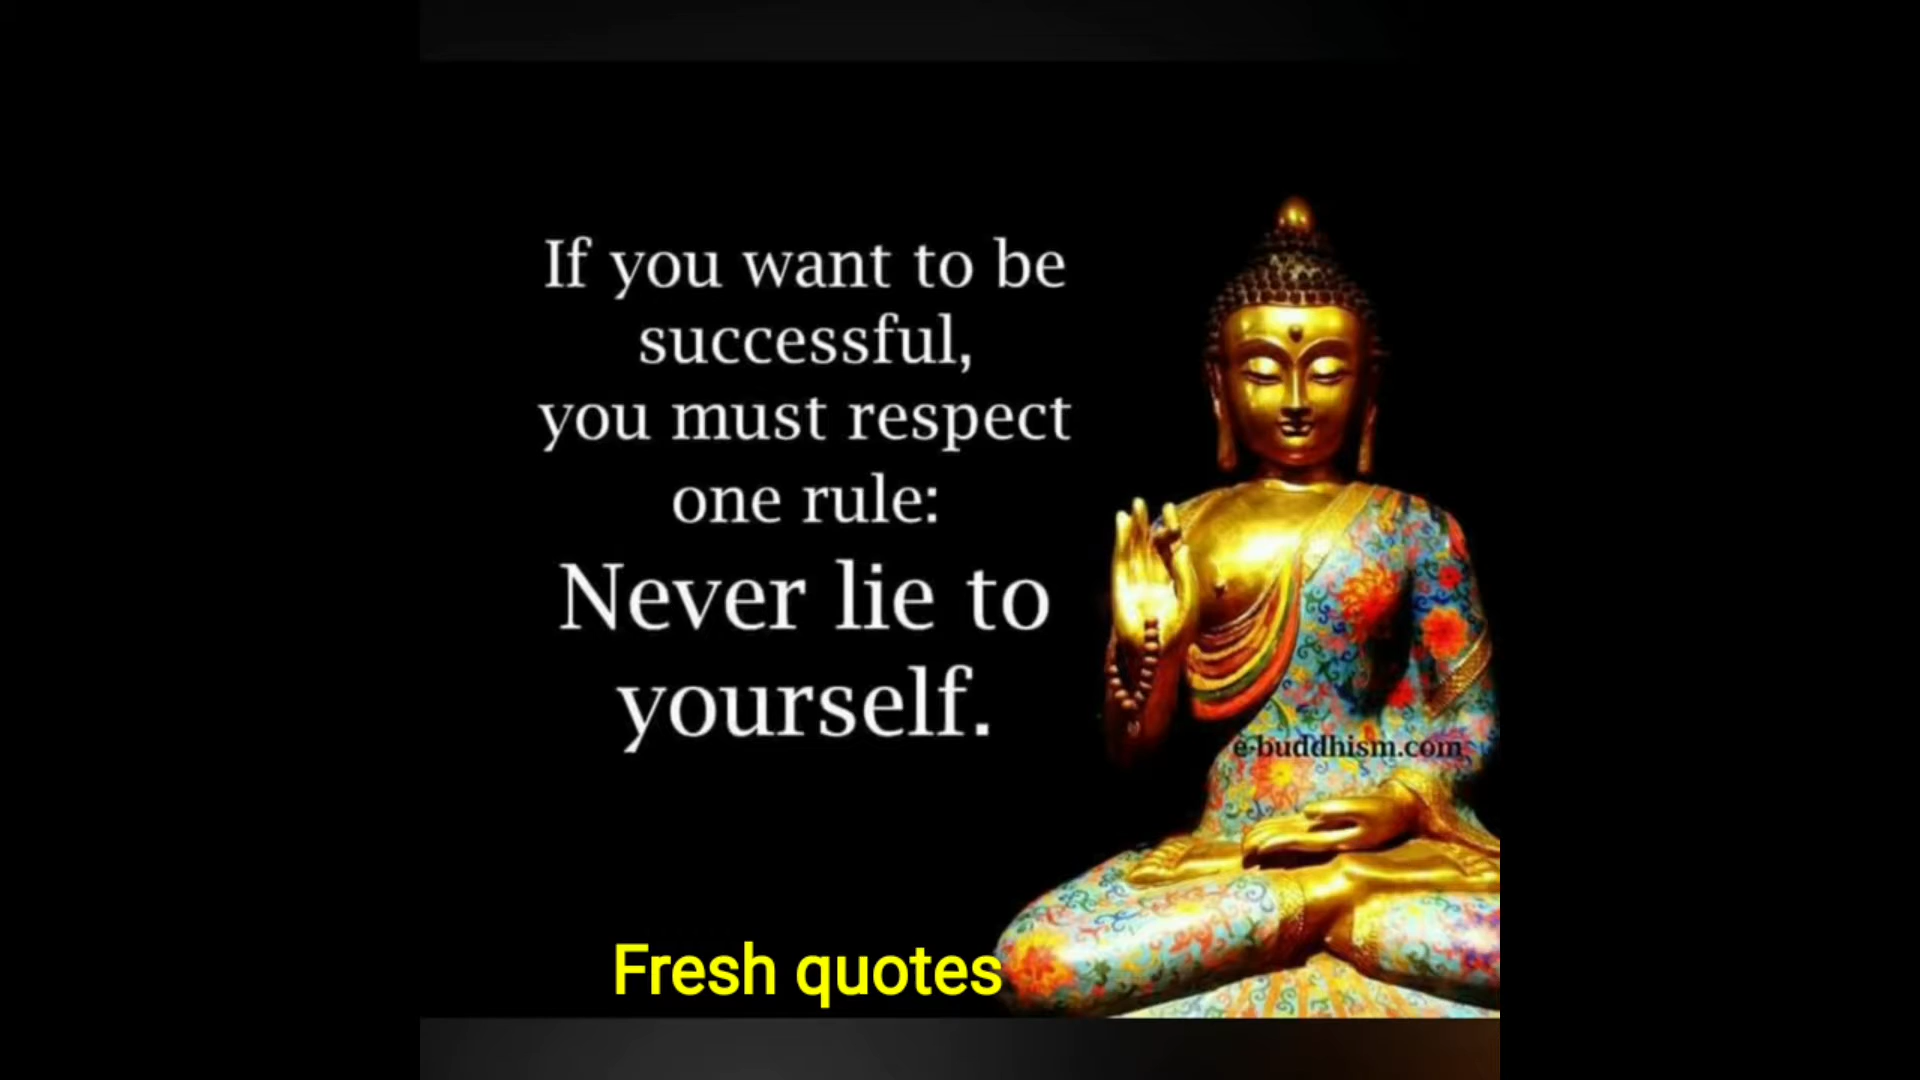 If you want to be
successful,
you must respect
one rule:
Never lie to
yourself.
e-buddhism.com
Fresh quotes